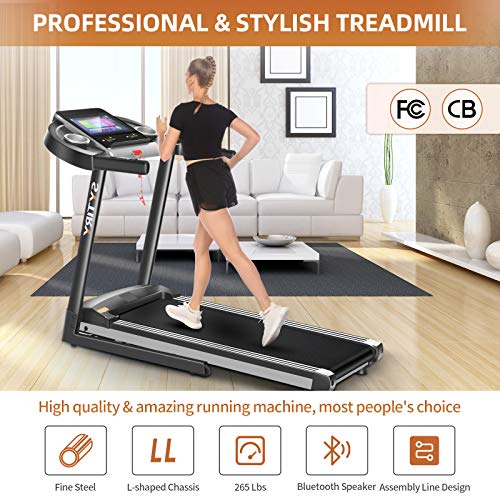 PROFESSIONAL & STYLISH TREADMILL
FC CB
SYTIRY
High quality & amazing running machine, most people's choice
LL
Fine Steel L-shaped Chassis 265 Lbs Bluetooth Speaker Assembly Line Design